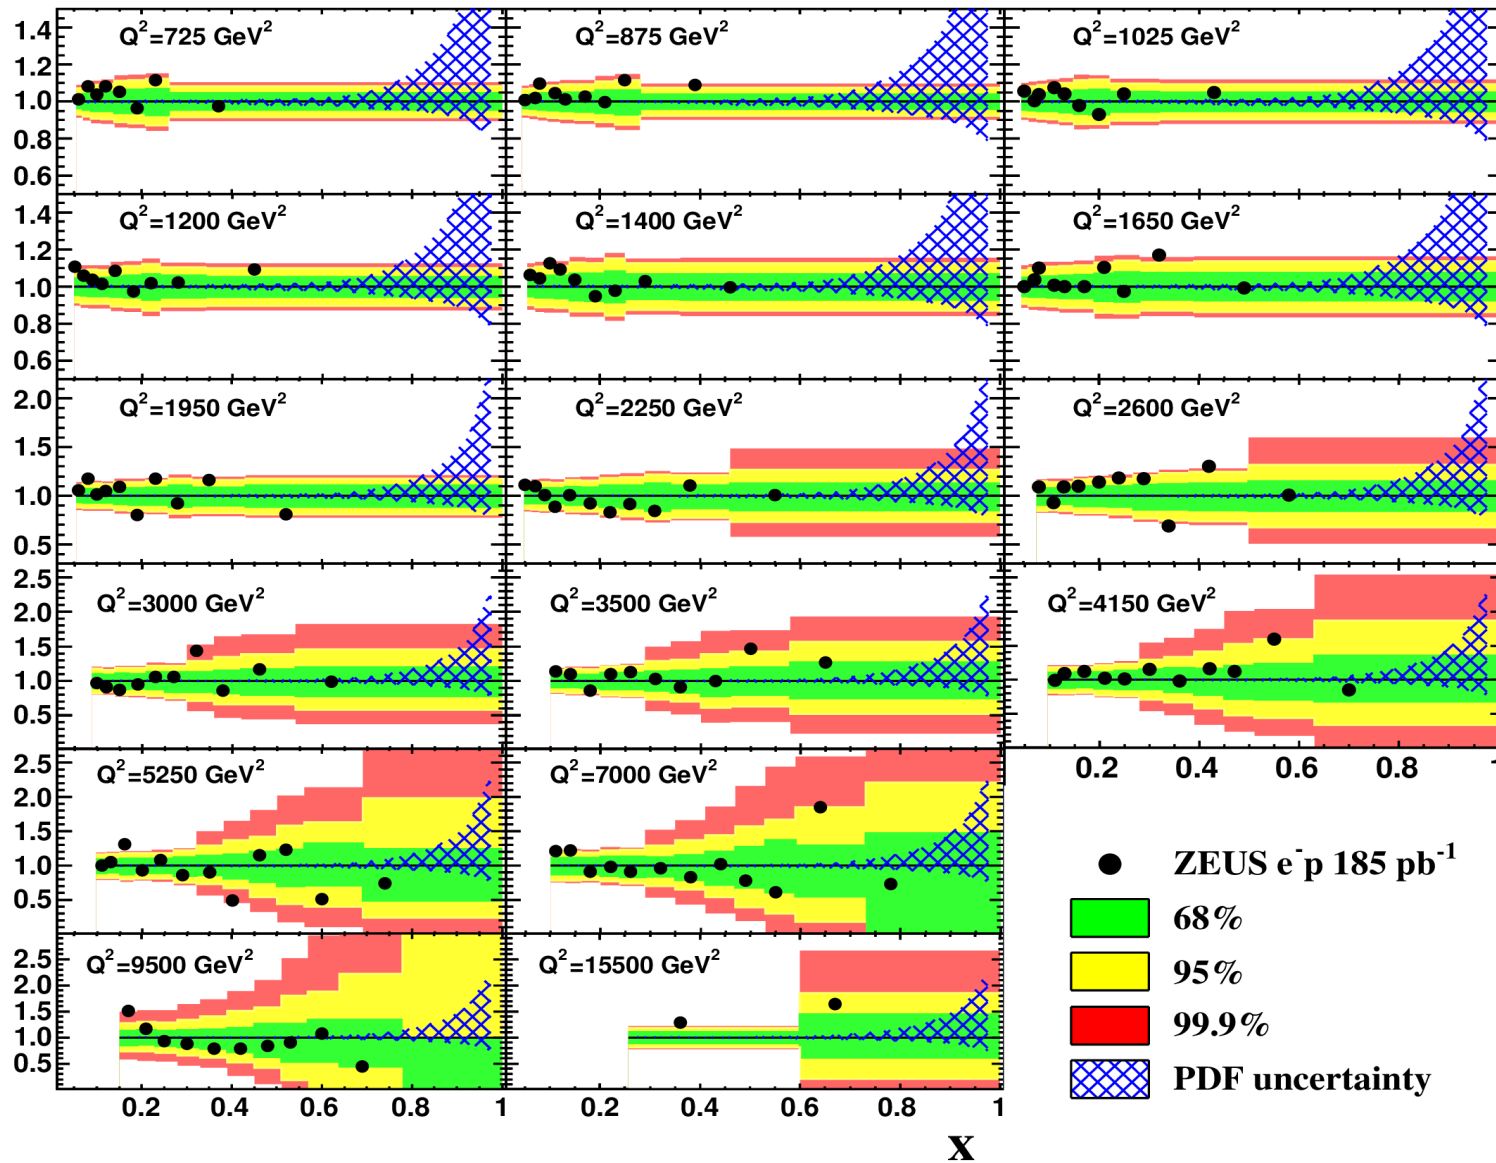 Q²=725 GeV²
Q²=875 GeV²
Q²=1025 GeV²
1.4
1.2
1.0
0.8
0.6
Q²=1200 GeV²
Q²=1400 GeV²
Q²=1650 GeV²
1.4
1.2
1.0
0.8
0.6
Q²=1950 GeV²
Q²=2250 GeV²
Q²=2600 GeV²
2.0
1.5
1.0
0.5
Q²=3000 GeV²
Q²=3500 GeV²
Q²=4150 GeV²
2.5
2.0
1.5
1.0
0.5
0.2 0.4 0.6 0.8 1
Q²=5250 GeV²
Q²=7000 GeV²
2.5
2.0
1.5
1.0
0.5
Q²=9500 GeV²
Q²=15500 GeV²
2.5
2.0
1.5
1.0
0.5
0.2 0.4 0.6 0.8 1
0.2 0.4 0.6 0.8 1
x
ZEUS e⁻p 185 pb⁻¹
68%
95%
99.9%
PDF uncertainty